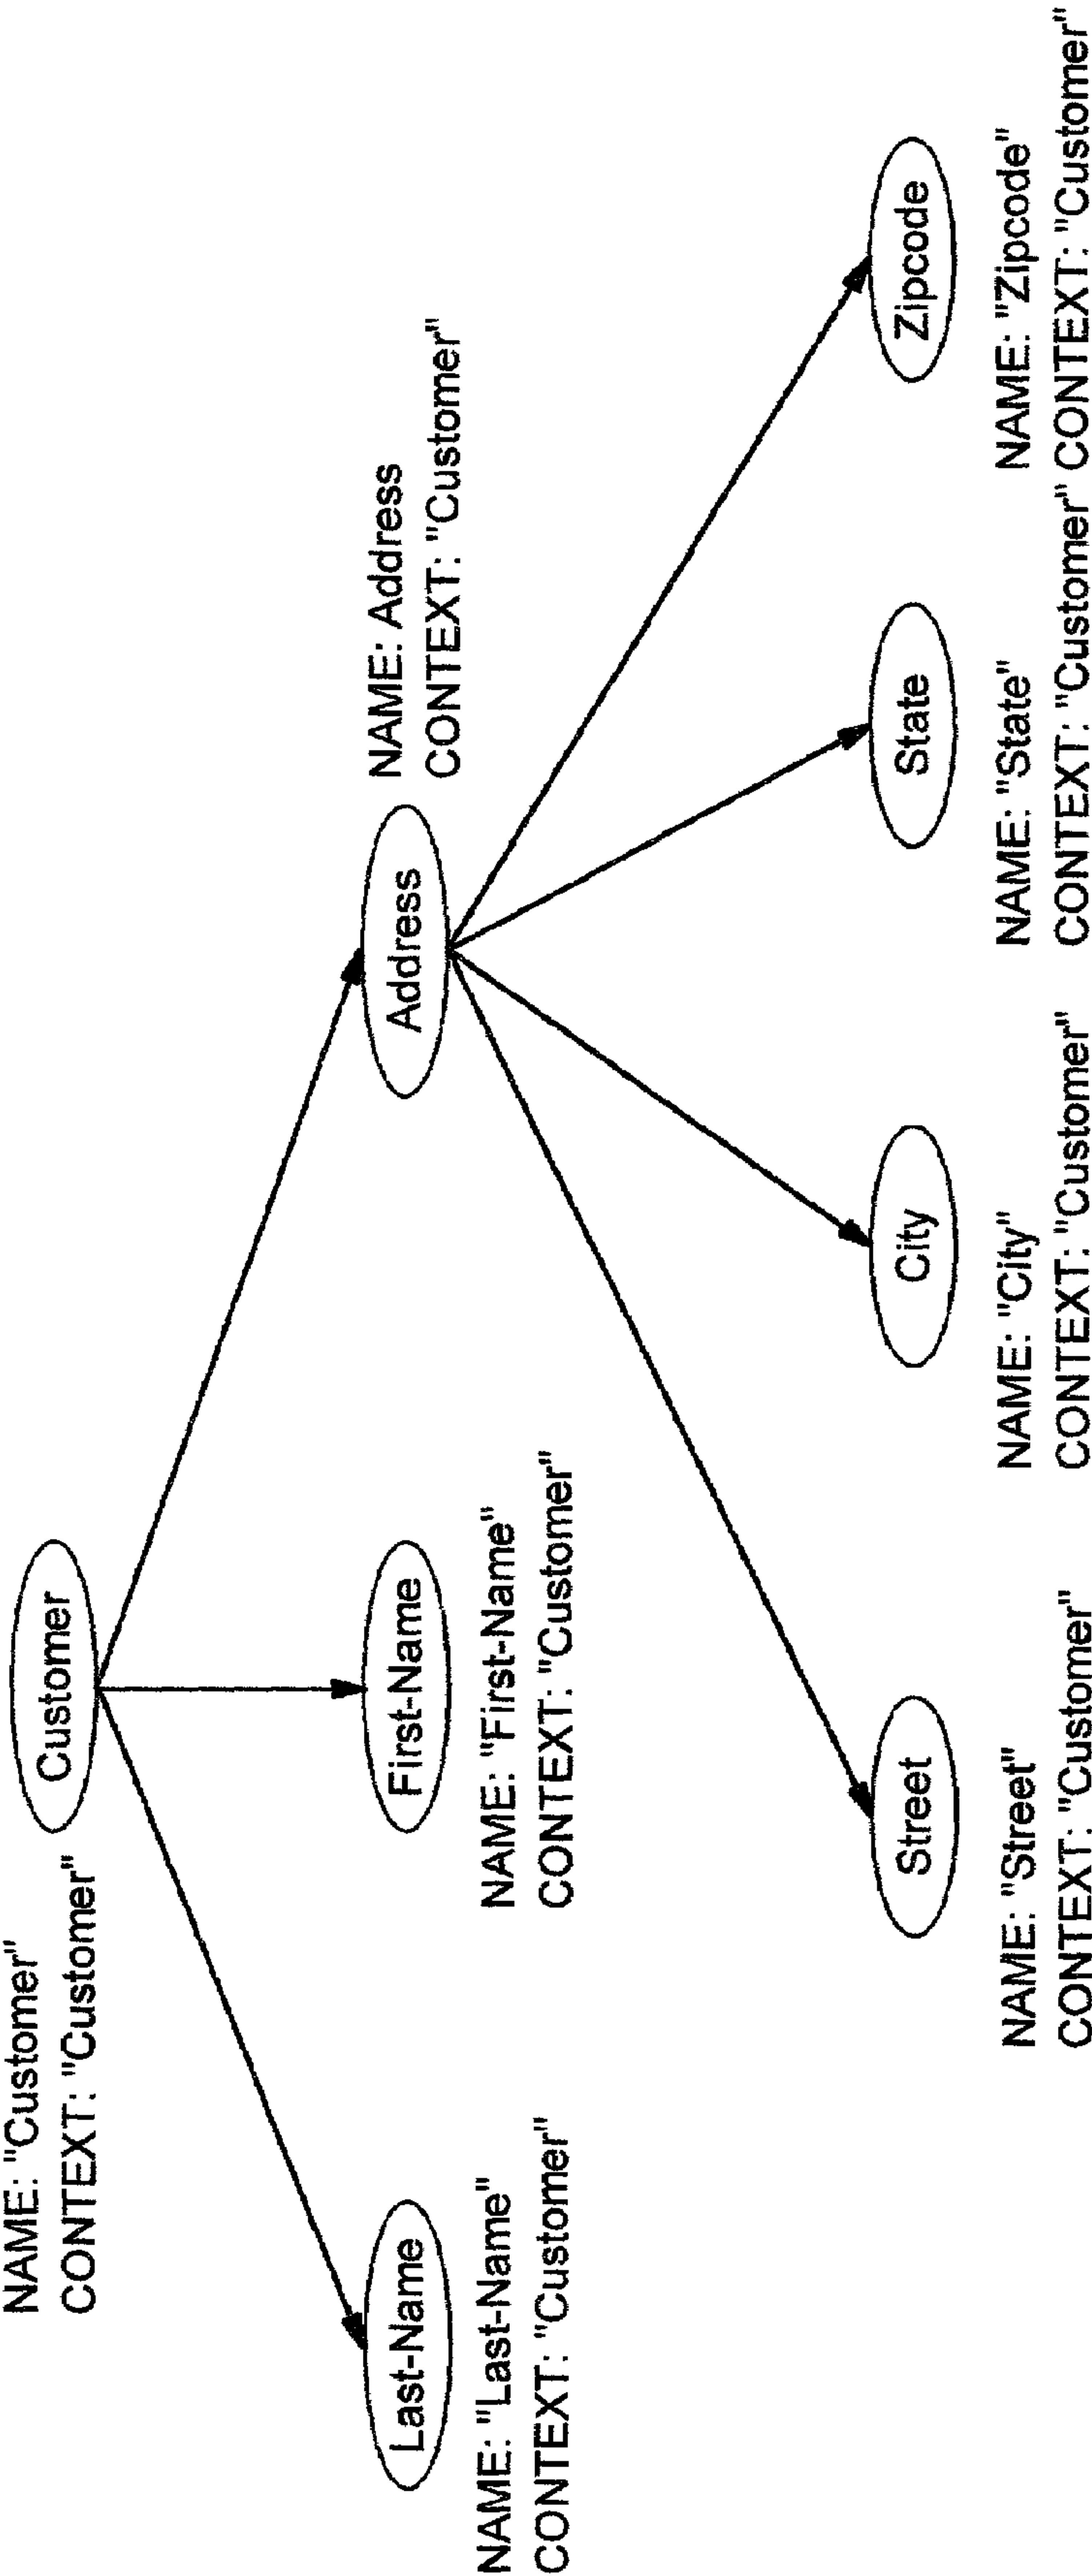 NAME: "Customer"
CONTEXT: "Customer"
Customer
Last-Name
First-Name
Address
NAME: Address
CONTEXT: "Customer"
NAME: "Last-Name"
CONTEXT: "Customer"
NAME: "First-Name"
CONTEXT: "Customer"
Street
City
State
Zipcode
NAME: "Street"
CONTEXT: "Customer"
NAME: "City"
CONTEXT: "Customer"
NAME: "State"
CONTEXT: "Customer"
NAME: "Zipcode"
CONTEXT: "Customer"